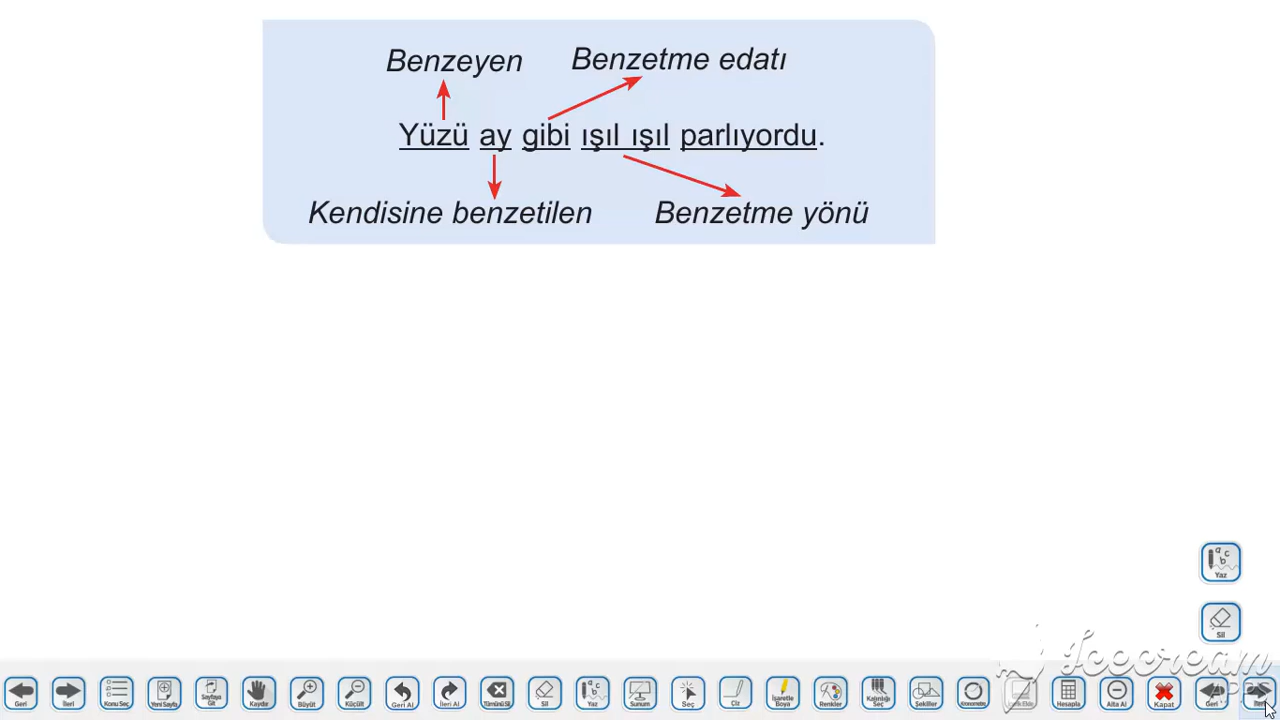 Benzeyen Benzetme edatı
Yüzü ay gibi ışıl ışıl parlıyordu.
Kendisine benzetilen Benzetme yönü
Yaz
Sil
Icecream
Geri İleri Konu Seç Yeni Sayfa Sayfaya Git Kaydır Büyüt Küçült Geri Al İleri Al Tümünü Sil Sil Yaz Sunum Seç Çiz İşaretle Boya Renkler Kalınlığı Seç Şekiller Kronometre Hesapla Alta Al Kapat Geri